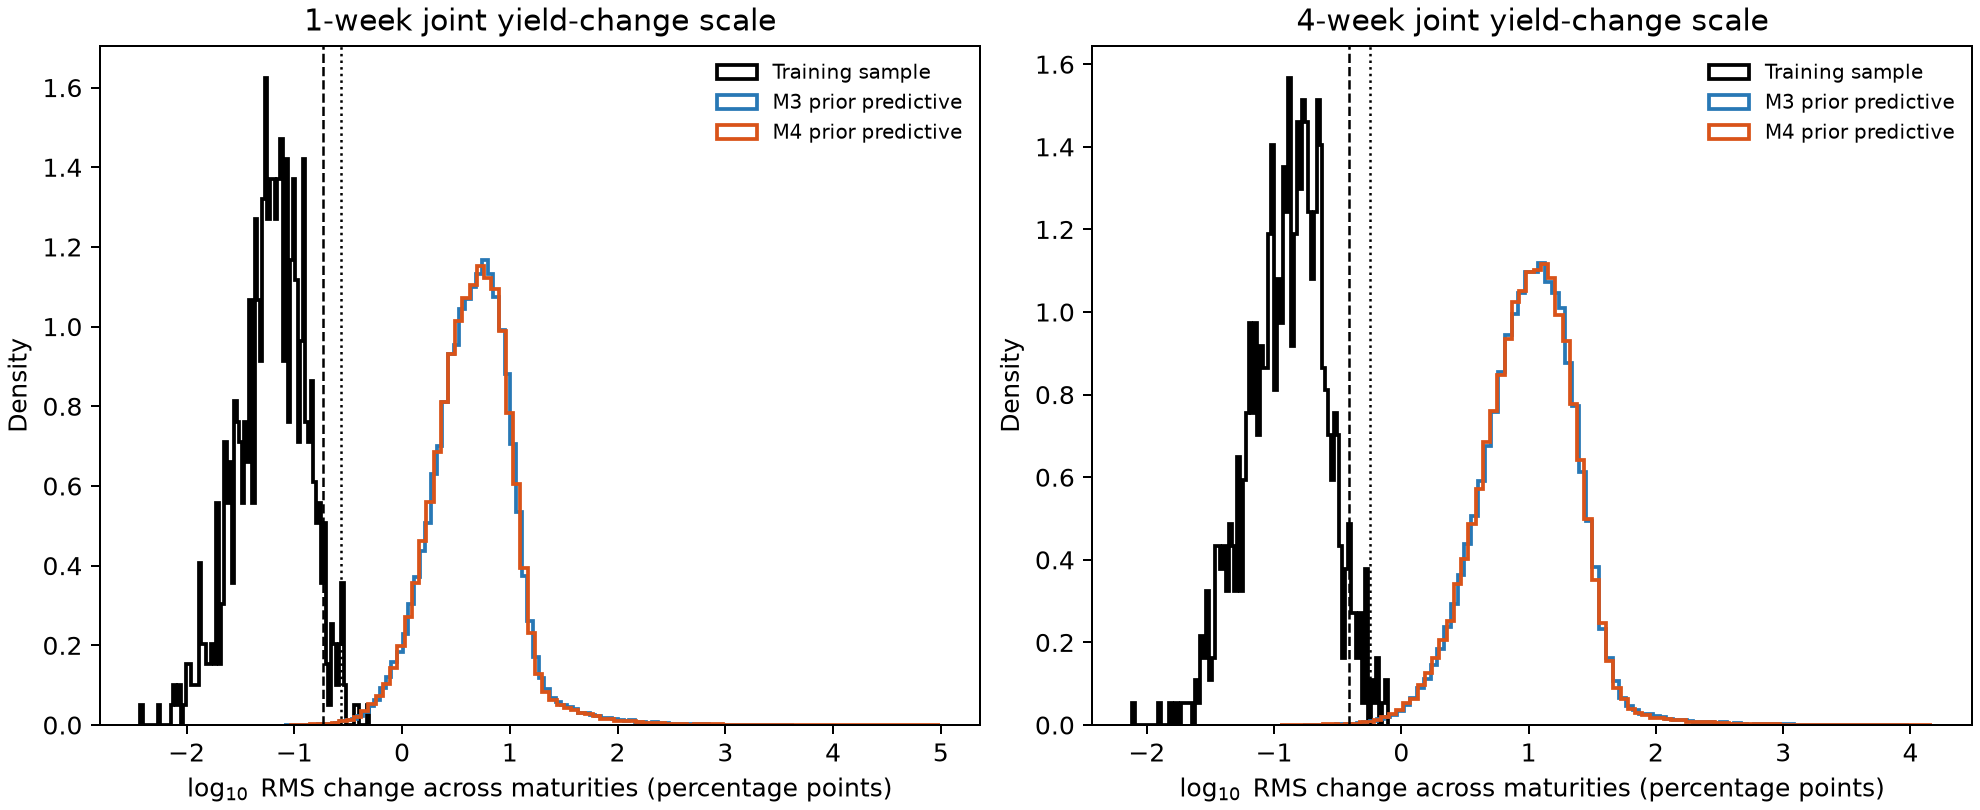 1-week joint yield-change scale
Training sample
M3 prior predictive
M4 prior predictive
Density
0.0
0.2
0.4
0.6
0.8
1.0
1.2
1.4
1.6
−2
−1
0
1
2
3
4
5
log₁₀ RMS change across maturities (percentage points)
4-week joint yield-change scale
Training sample
M3 prior predictive
M4 prior predictive
Density
0.0
0.2
0.4
0.6
0.8
1.0
1.2
1.4
1.6
−2
−1
0
1
2
3
4
log₁₀ RMS change across maturities (percentage points)